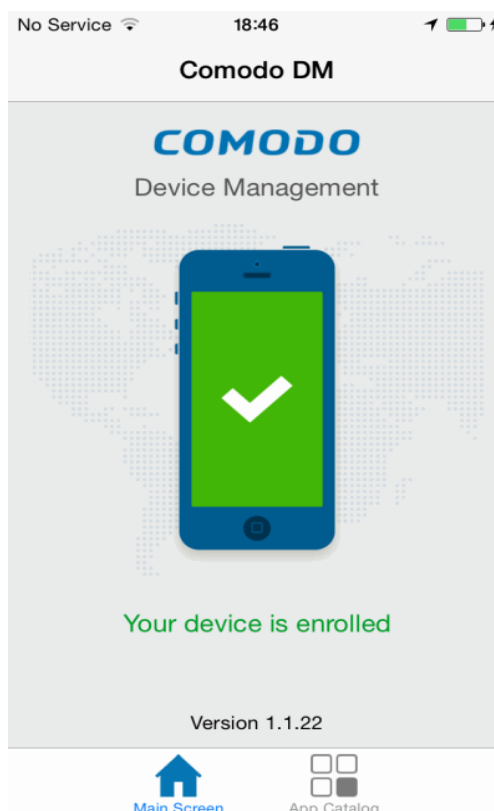 No Service 18:46
Comodo DM
COMODO
Device Management
Your device is enrolled
Version 1.1.22
Main Screen App Catalog